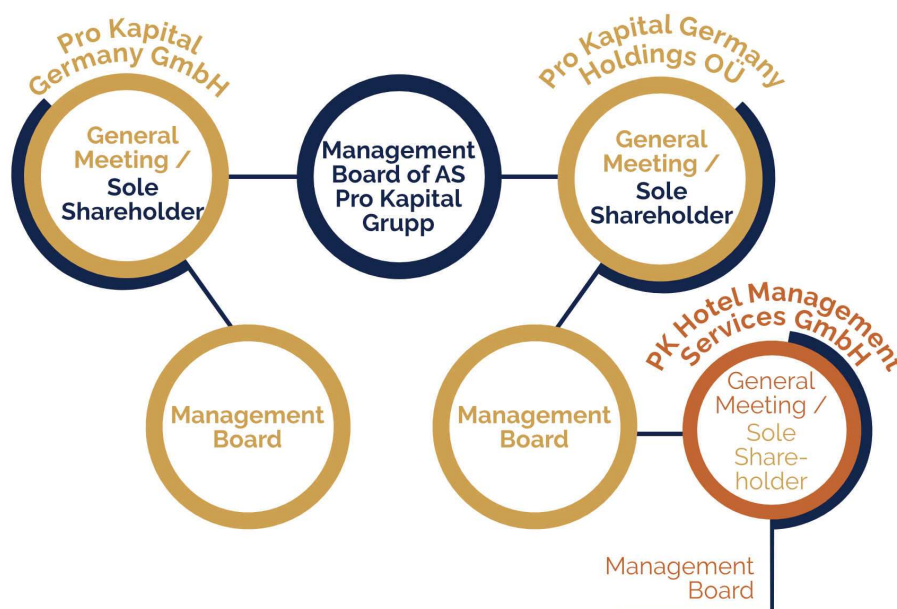 Pro Kapital
Germany GmbH
General
Meeting /
Sole
Shareholder
Management
Board of AS
Pro Kapital
Grupp
Pro Kapital Germany
Holdings OÜ
General
Meeting /
Sole
Shareholder
Management
Board
Management
Board
PK Hotel Management
Services GmbH
General
Meeting /
Sole
Share-
holder
Management
Board